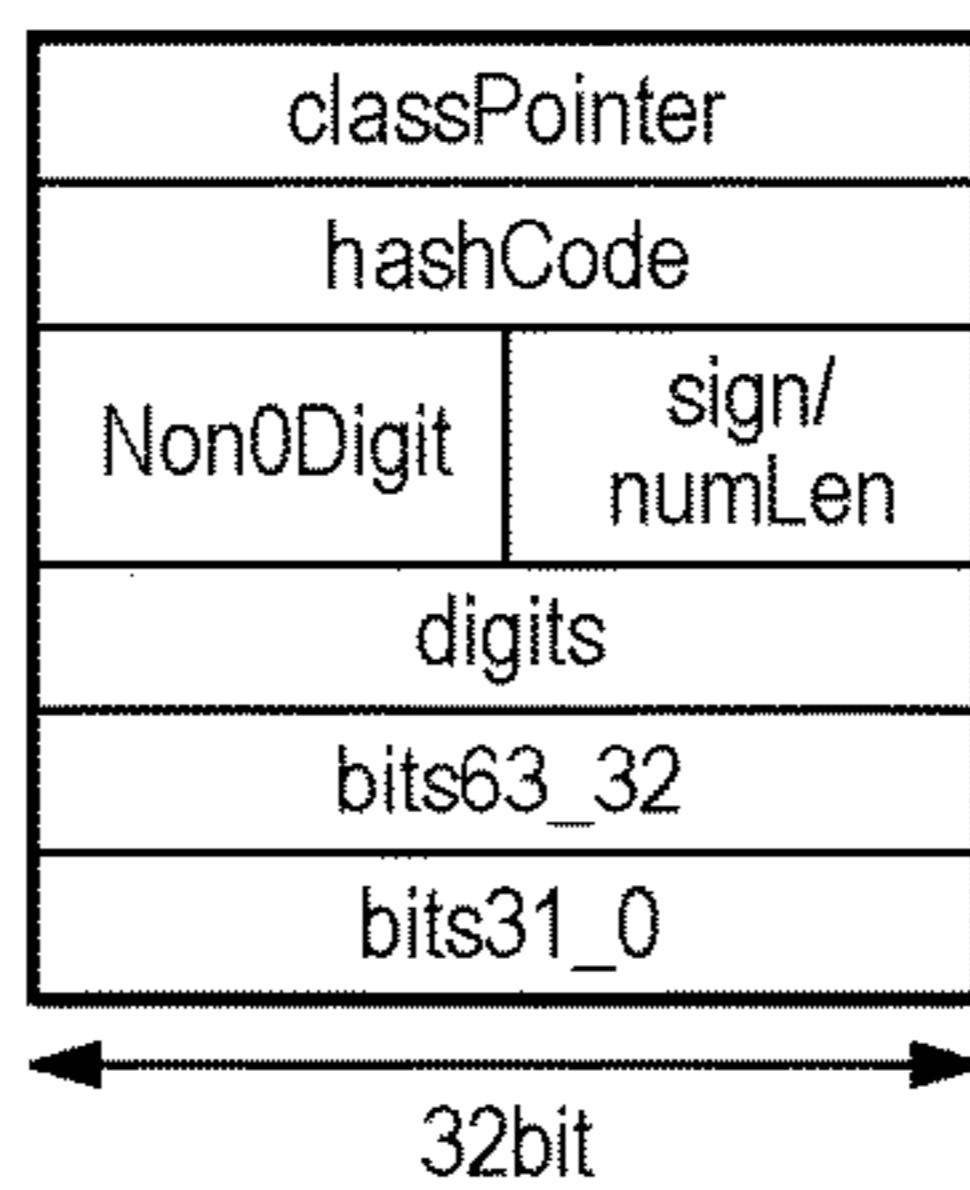 classPointer
hashCode
Non0Digit
sign/
numLen
digits
bits63_32
bits31_0
32bit